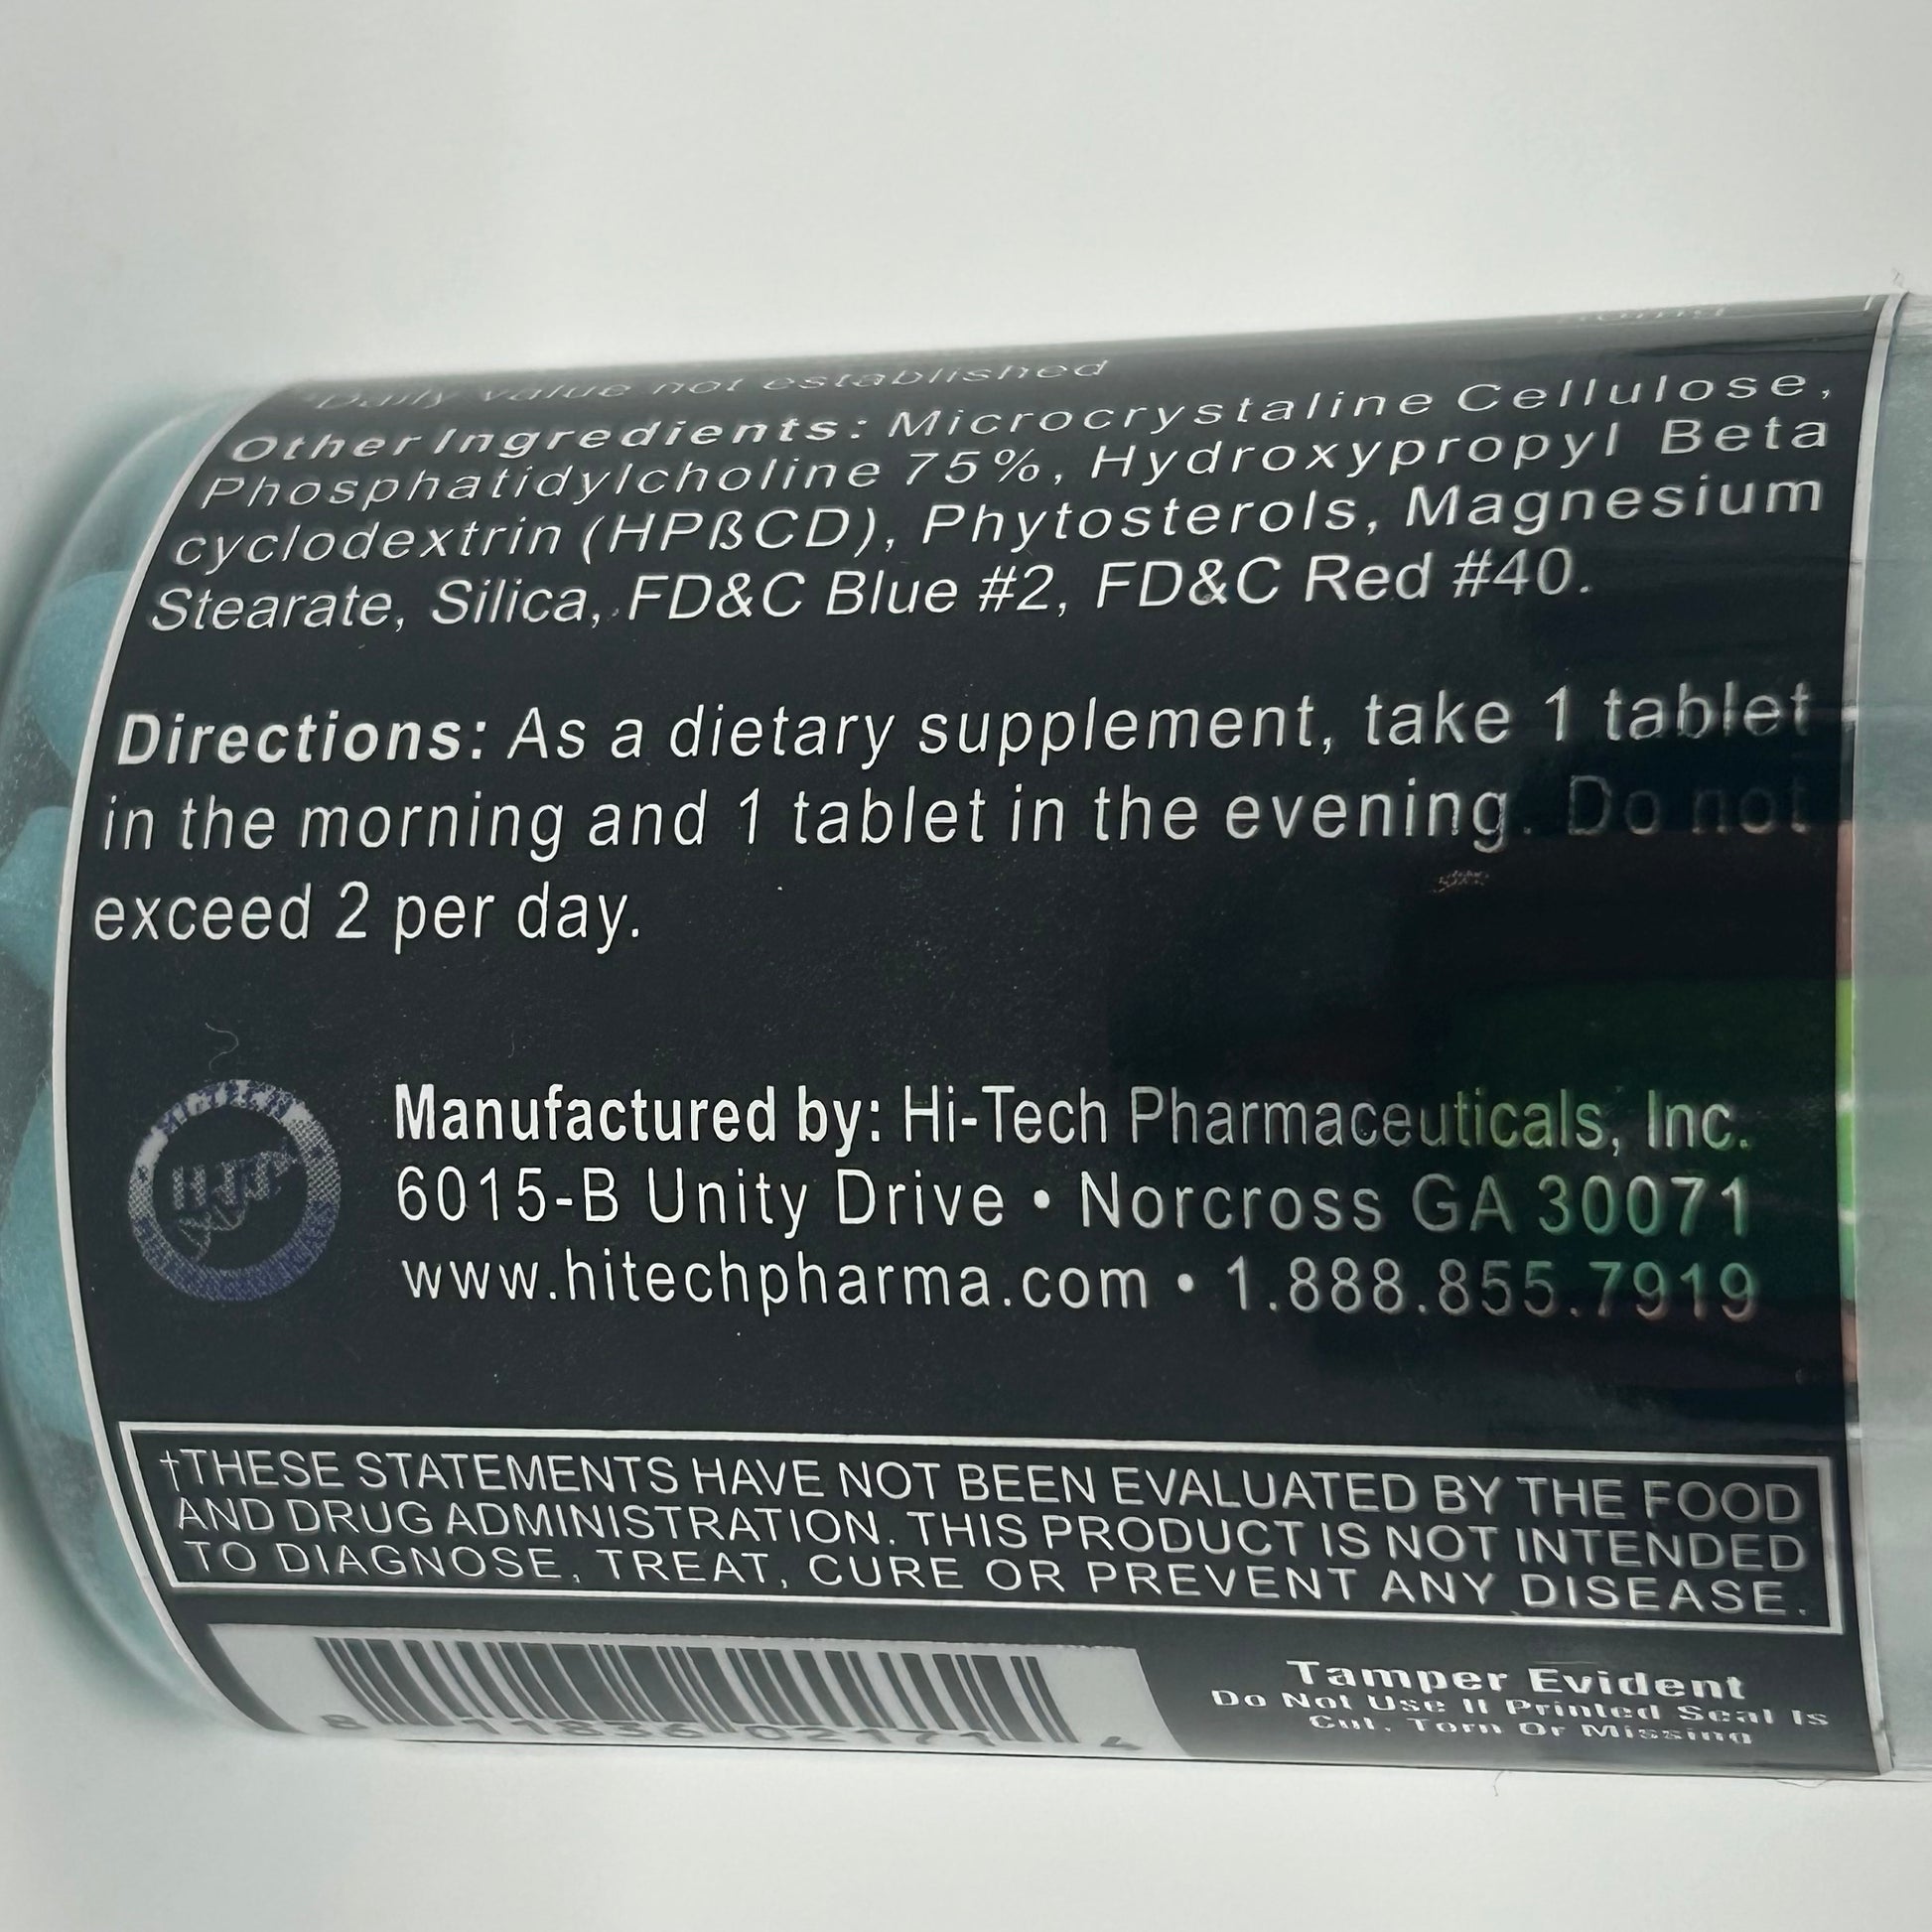 *Daily value not established
Other Ingredients: Microcrystaline Cellulose,
Phosphatidylcholine 75%, Hydroxypropyl Beta
cyclodextrin (HPßCD), Phytosterols, Magnesium
Stearate, Silica, FD&C Blue #2, FD&C Red #40.
Directions: As a dietary supplement, take 1 tablet
in the morning and 1 tablet in the evening. Do not
exceed 2 per day.
Manufactured by: Hi-Tech Pharmaceuticals, Inc.
6015-B Unity Drive • Norcross GA 30071
www.hitechpharma.com • 1.888.855.7919
†THESE STATEMENTS HAVE NOT BEEN EVALUATED BY THE FOOD
AND DRUG ADMINISTRATION. THIS PRODUCT IS NOT INTENDED
TO DIAGNOSE, TREAT, CURE OR PREVENT ANY DISEASE.
8 11836 02171 4
Tamper Evident
Do Not Use If Printed Seal Is
Cut, Torn Or Missing